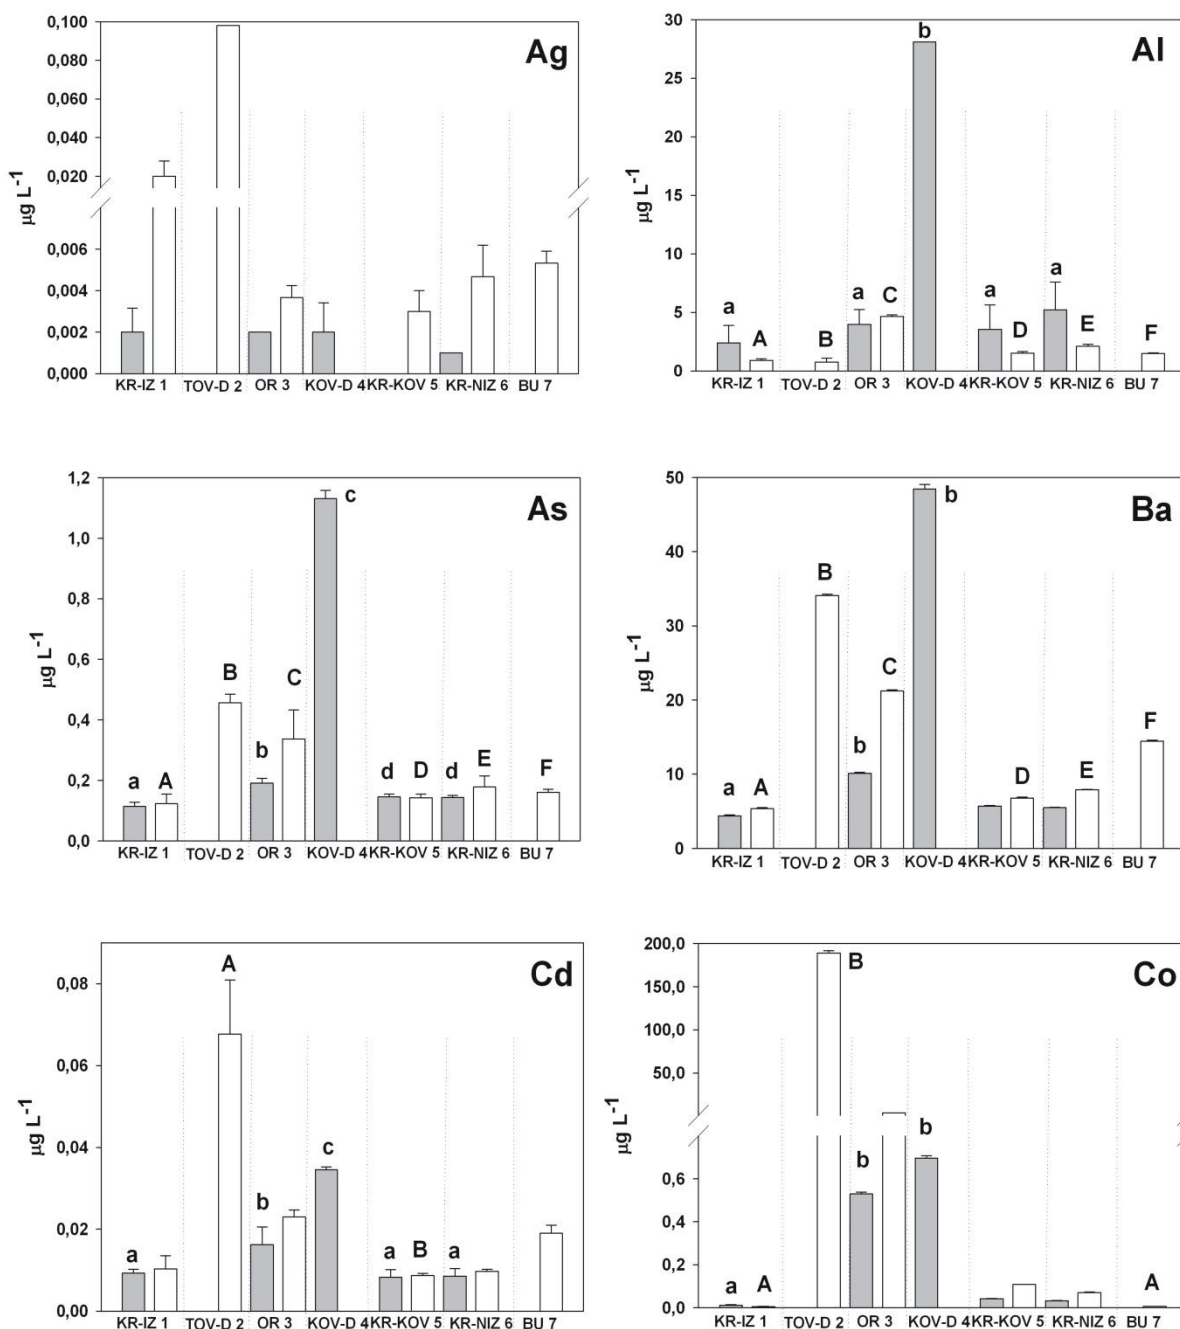 Ag
0,100
0,080
0,060
0,040
0,020
0,006
0,004
0,002
0,000
µg L-1
KR-IZ 1 TOV-D 2 OR 3 KOV-D 4 KR-KOV 5 KR-NIZ 6 BU 7
Al
30
25
20
15
10
5
0
µg L-1
a A B a C b a D a E F
KR-IZ 1 TOV-D 2 OR 3 KOV-D 4 KR-KOV 5 KR-NIZ 6 BU 7
As
1,2
1,0
0,8
0,6
0,4
0,2
0,0
µg L-1
a A B b C c d D d E F
KR-IZ 1 TOV-D 2 OR 3 KOV-D 4 KR-KOV 5 KR-NIZ 6 BU 7
Ba
50
40
30
20
10
0
µg L-1
a A B b C b D E F
KR-IZ 1 TOV-D 2 OR 3 KOV-D 4 KR-KOV 5 KR-NIZ 6 BU 7
Cd
0,08
0,06
0,04
0,02
0,00
µg L-1
a A b c a B a
KR-IZ 1 TOV-D 2 OR 3 KOV-D 4 KR-KOV 5 KR-NIZ 6 BU 7
Co
200,0
150,0
100,0
50,0
0,6
0,4
0,2
0,0
µg L-1
a A B b b A
KR-IZ 1 TOV-D 2 OR 3 KOV-D 4 KR-KOV 5 KR-NIZ 6 BU 7